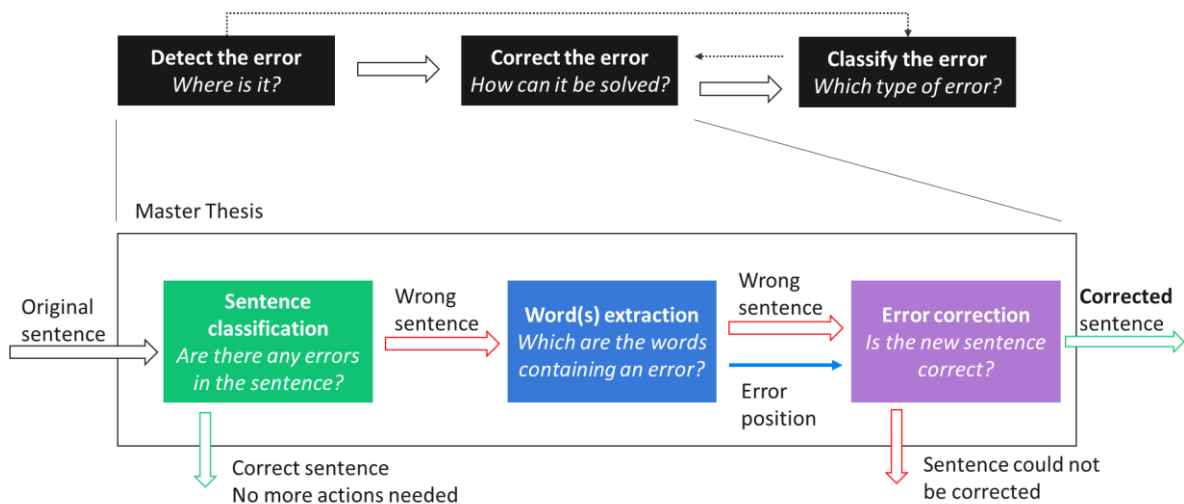 Detect the error
Where is it?
Correct the error
How can it be solved?
Classify the error
Which type of error?
Master Thesis
Original
sentence
Sentence
classification
Are there any errors
in the sentence?
Wrong
sentence
Word(s) extraction
Which are the words
containing an error?
Wrong
sentence
Error
position
Error correction
Is the new sentence
correct?
Corrected
sentence
Correct sentence
No more actions needed
Sentence could not
be corrected